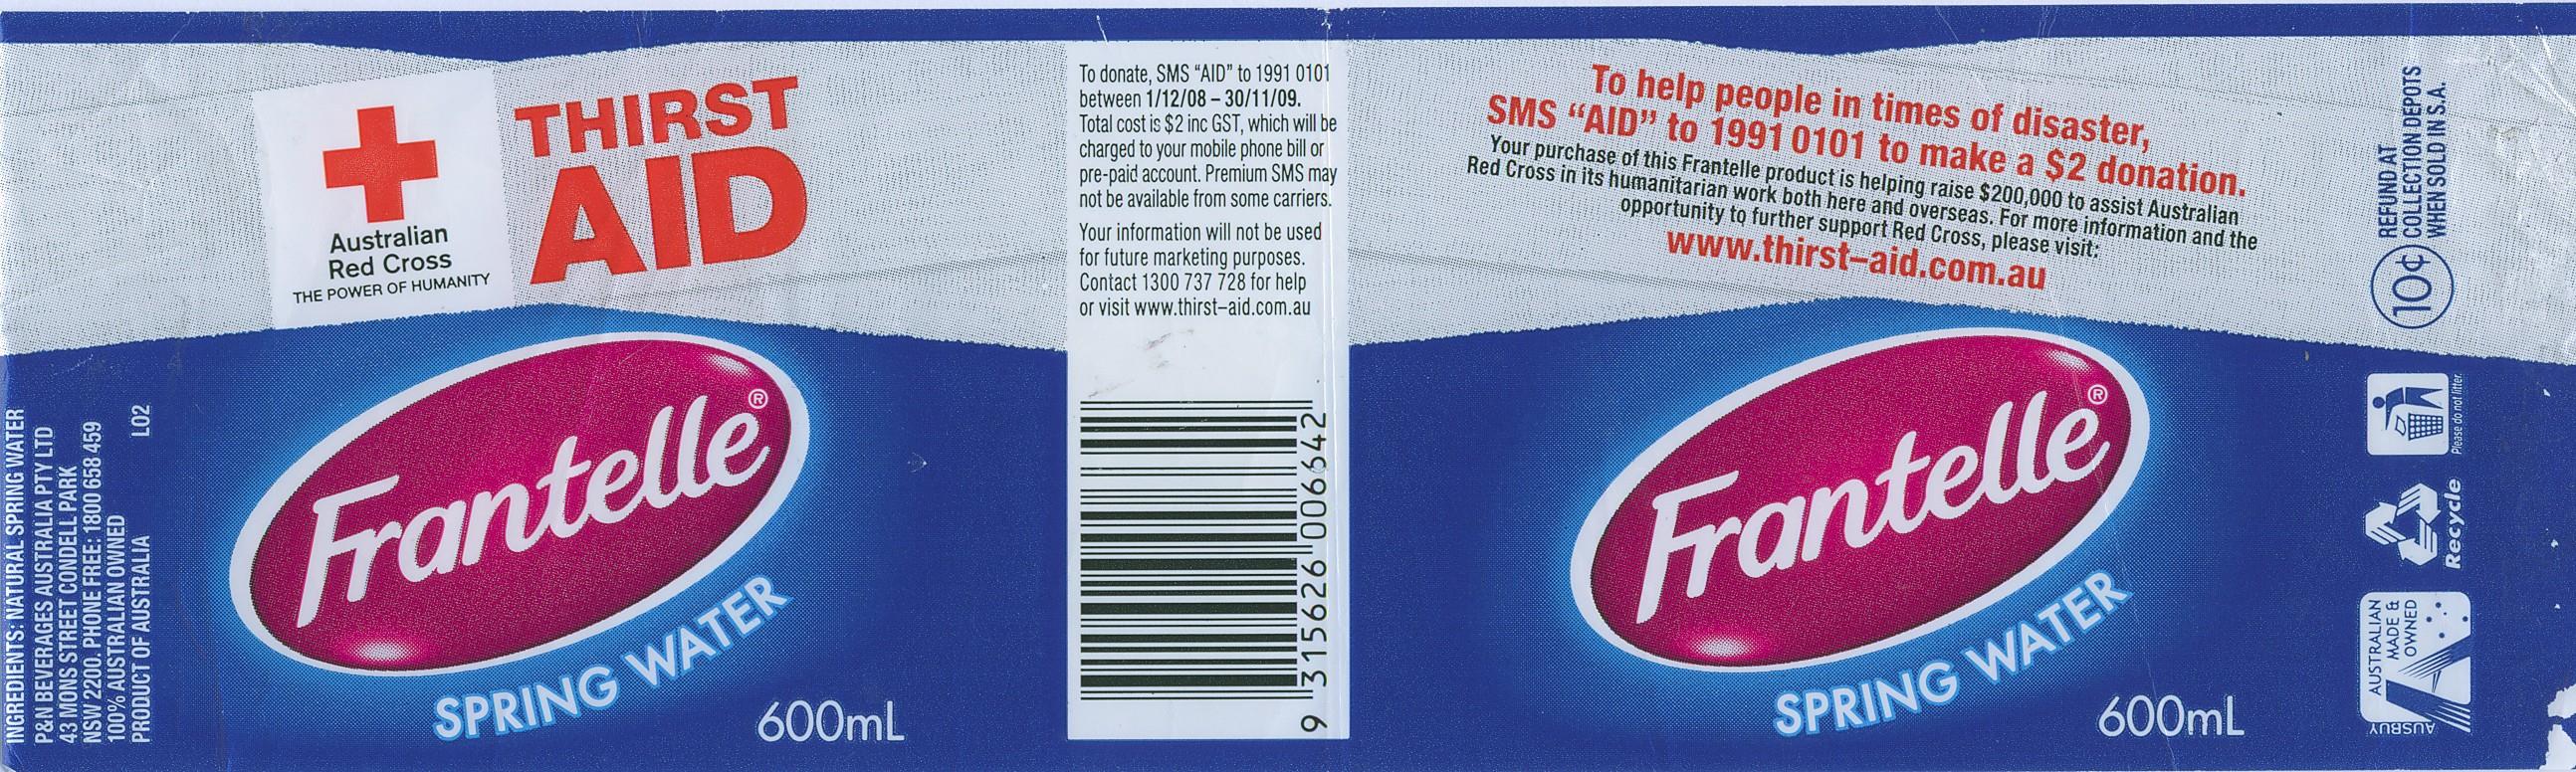 INGREDIENTS: NATURAL SPRING WATER
P&N BEVERAGES AUSTRALIA PTY LTD
43 MONS STREET CONDELL PARK
NSW 2200. PHONE FREE: 1800 658 459
100% AUSTRALIAN OWNED
PRODUCT OF AUSTRALIA
L02
Australian
Red Cross
THE POWER OF HUMANITY
THIRST
AID
Frantelle®
SPRING WATER
600mL
To donate, SMS “AID” to 1991 0101
between 1/12/08 – 30/11/09.
Total cost is $2 inc GST, which will be
charged to your mobile phone bill or
pre-paid account. Premium SMS may
not be available from some carriers.
Your information will not be used
for future marketing purposes.
Contact 1300 737 728 for help
or visit www.thirst–aid.com.au
9 315626 006642
To help people in times of disaster,
SMS “AID” to 1991 0101 to make a $2 donation.
Your purchase of this Frantelle product is helping raise $200,000 to assist Australian
Red Cross in its humanitarian work both here and overseas. For more information and the
opportunity to further support Red Cross, please visit:
www.thirst–aid.com.au
Frantelle®
SPRING WATER
600mL
10¢
REFUND AT
COLLECTION DEPOTS
WHEN SOLD IN S.A.
Please do not litter.
Recycle
AUSTRALIAN
MADE &
OWNED
AUSBUY